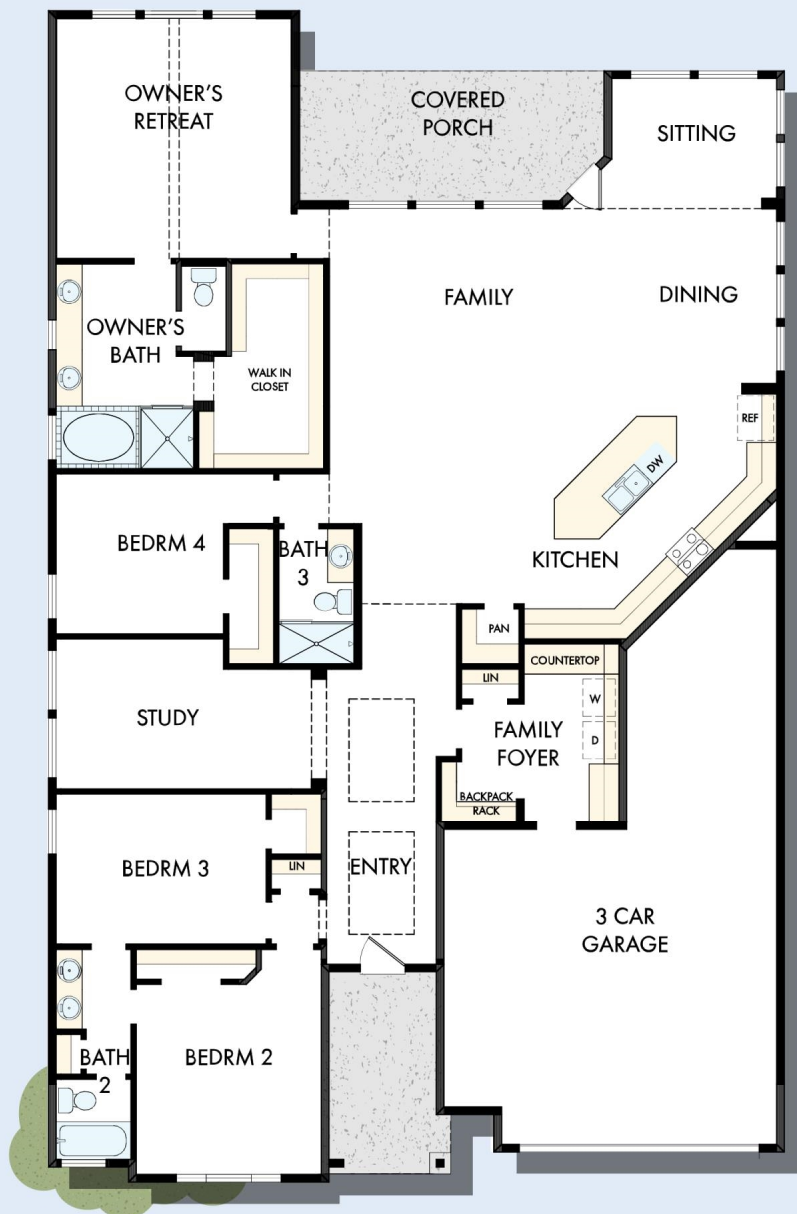 OWNER'S
RETREAT
COVERED
PORCH
SITTING
FAMILY
DINING
OWNER'S
BATH
WALK IN
CLOSET
REF
DW
BEDRM 4
BATH
3
KITCHEN
PAN
COUNTERTOP
LIN
W
STUDY
FAMILY
FOYER
D
BACKPACK
RACK
BEDRM 3
LIN
ENTRY
3 CAR
GARAGE
BATH
2
BEDRM 2